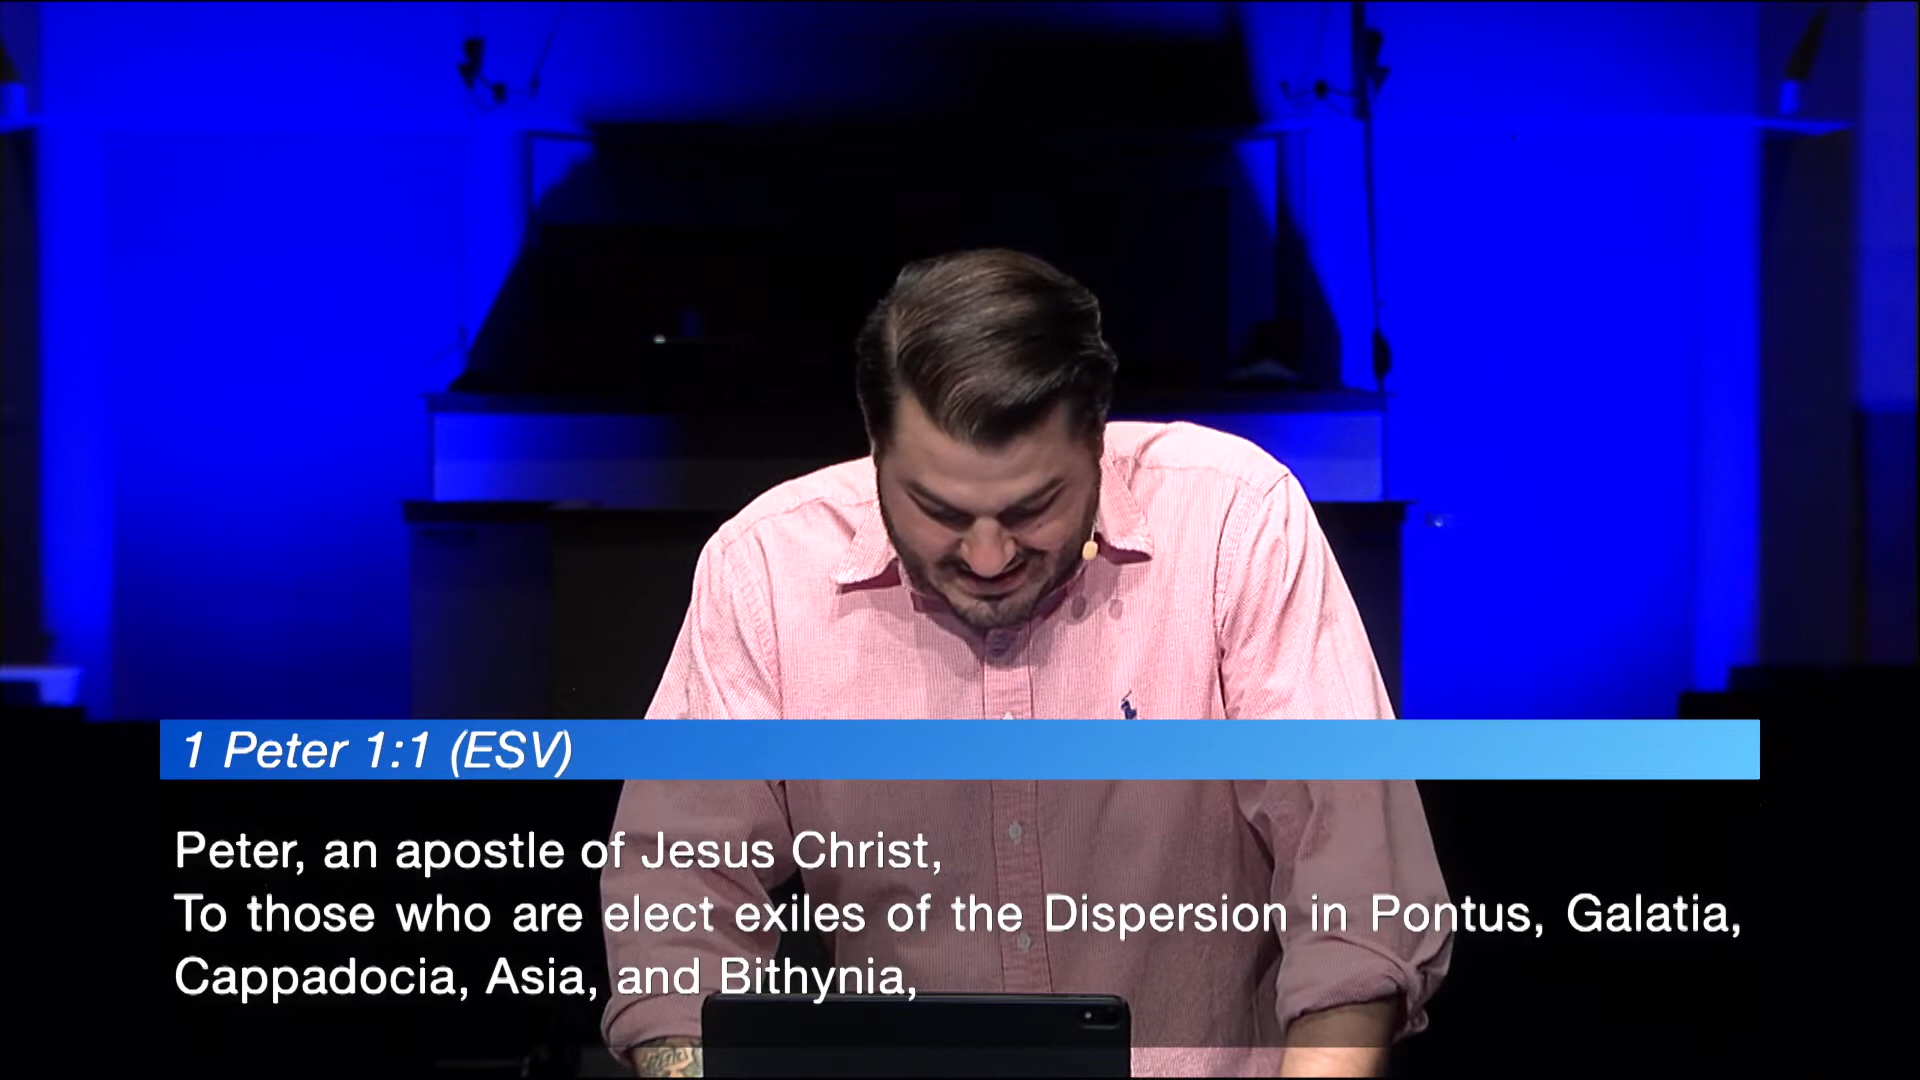 1 Peter 1:1 (ESV)
Peter, an apostle of Jesus Christ,
To those who are elect exiles of the Dispersion in Pontus, Galatia,
Cappadocia, Asia, and Bithynia,